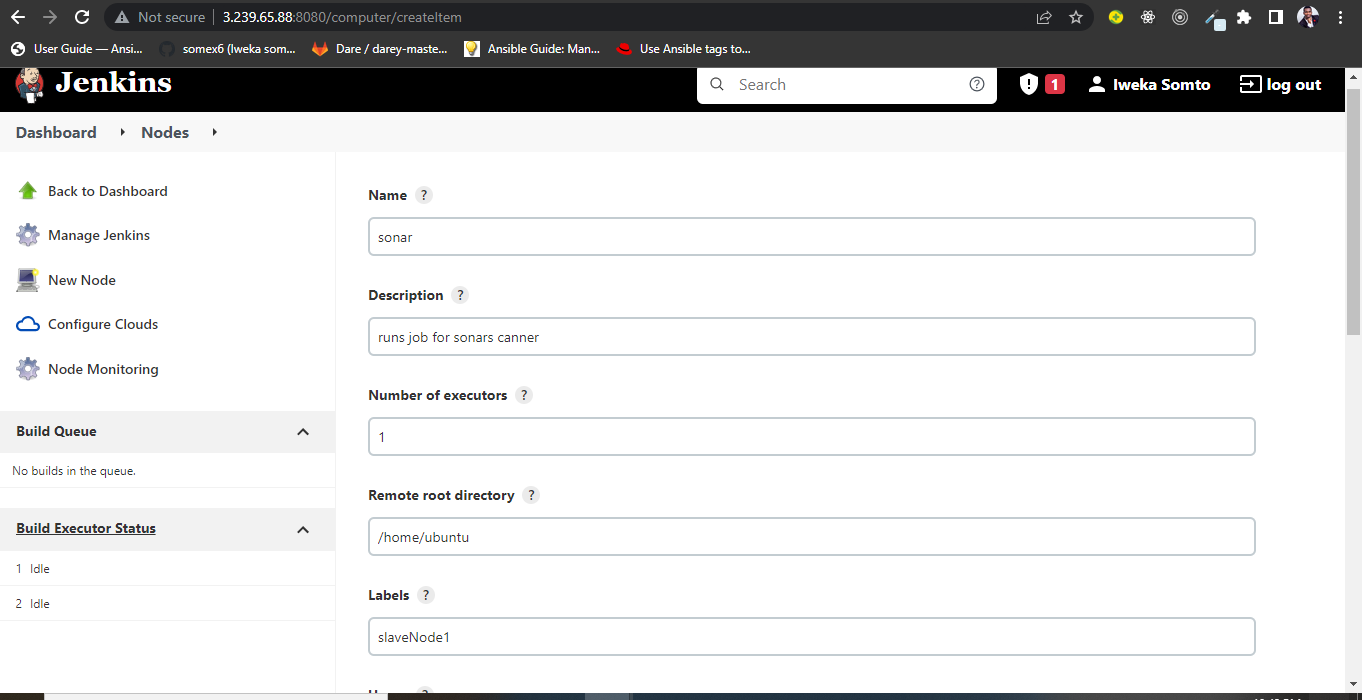 Not secure | 3.239.65.88:8080/computer/createItem
User Guide — Ansi... somex6 (Iweka som... Dare / darey-maste... Ansible Guide: Man... Use Ansible tags to...
Jenkins
Search
1
Iweka Somto
log out
Dashboard
Nodes
Back to Dashboard
Manage Jenkins
New Node
Configure Clouds
Node Monitoring
Build Queue
No builds in the queue.
Build Executor Status
1 Idle
2 Idle
Name ?
sonar
Description ?
runs job for sonars canner
Number of executors ?
1
Remote root directory ?
/home/ubuntu
Labels ?
slaveNode1